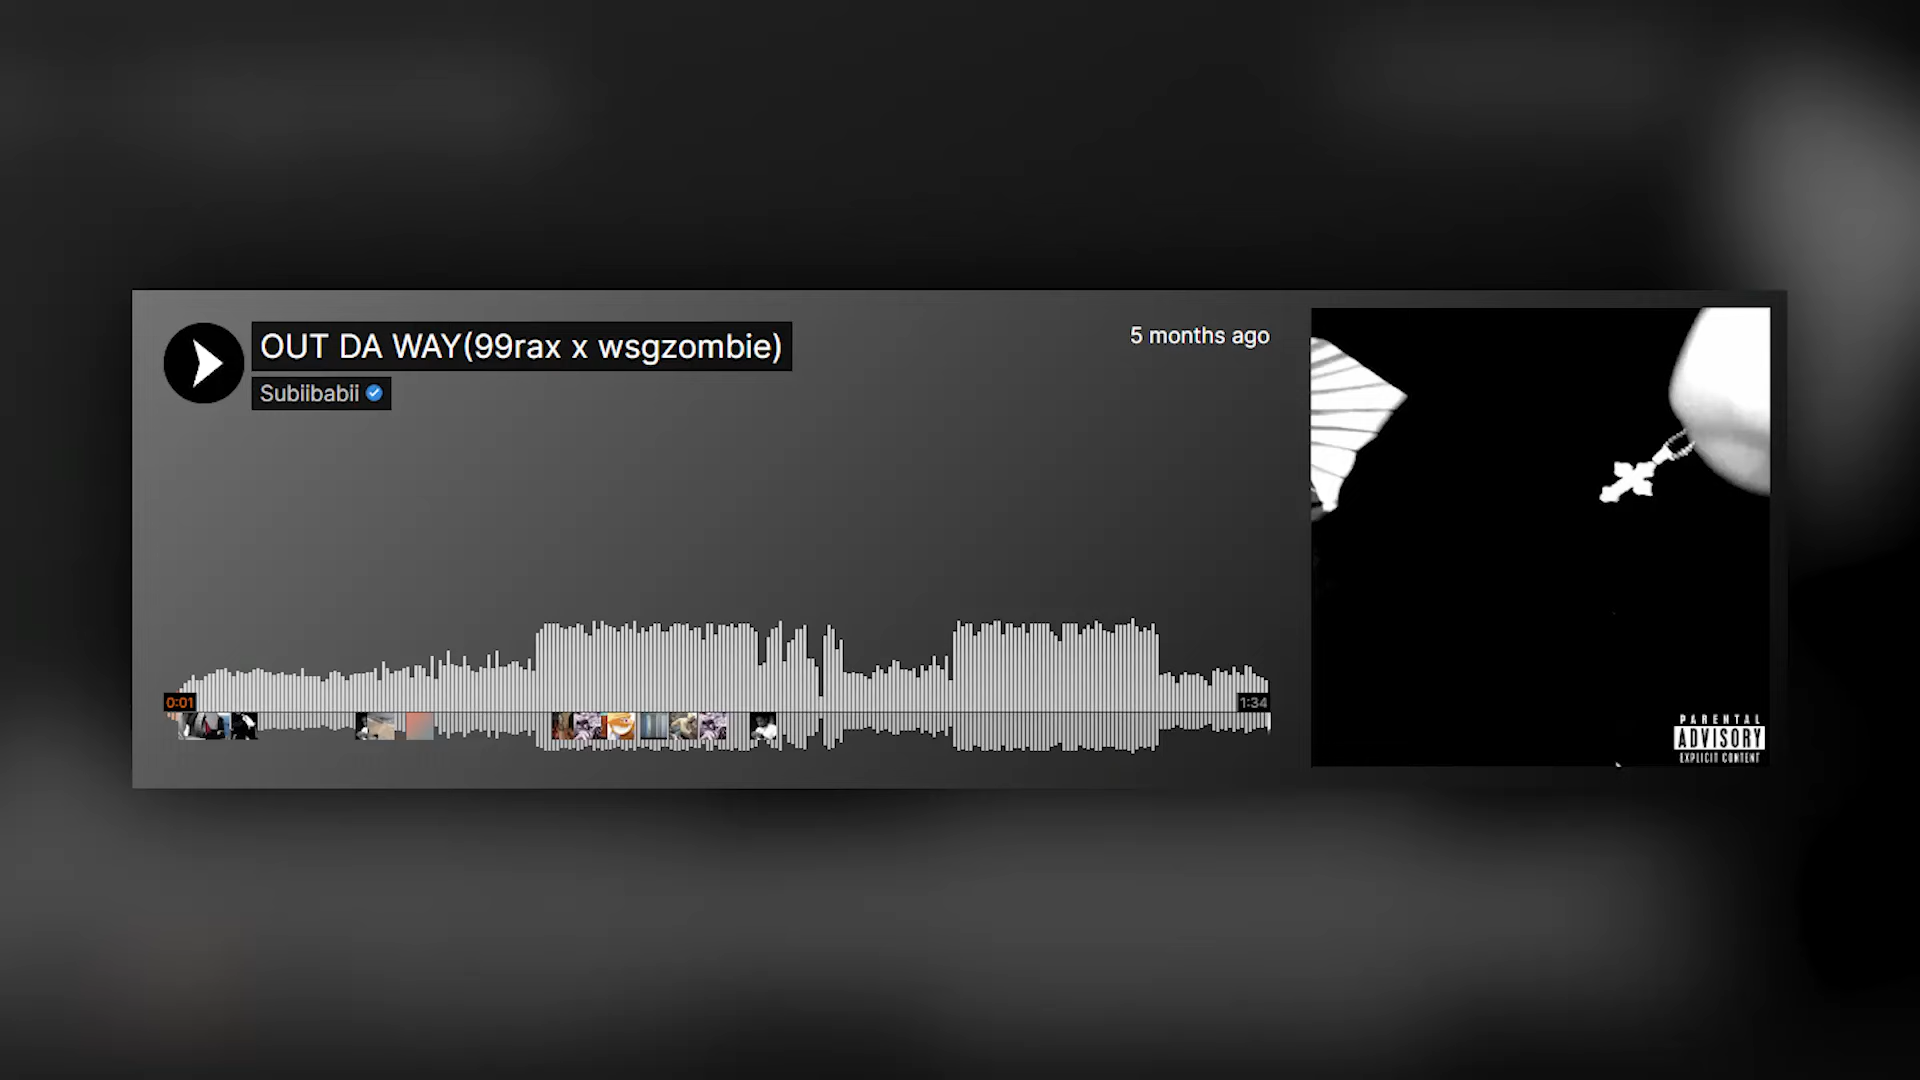 OUT DA WAY(99rax x wsgzombie)
Subiibabii
5 months ago
0:01
1:34
PARENTAL
ADVISORY
EXPLICIT CONTENT